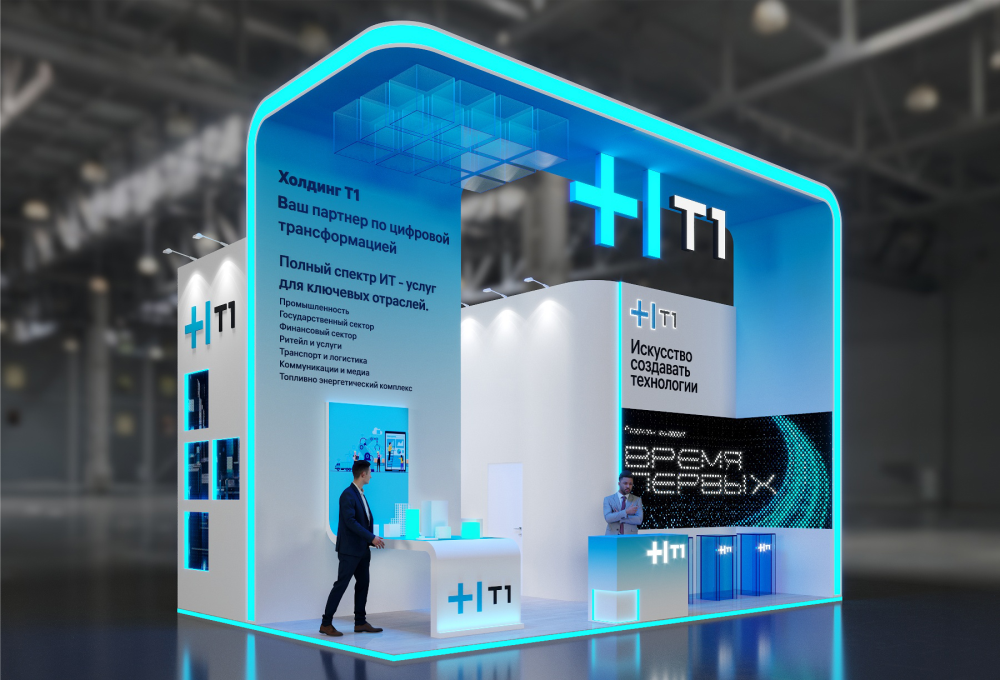 Холдинг Т1
Ваш партнер по цифровой
трансформацией
Полный спектр ИТ - услуг
для ключевых отраслей.
Промышленность
Государственный сектор
Финансовый сектор
Ритейл и услуги
Транспорт и логистика
Коммуникации и медиа
Топливно энергетический комплекс
Т1
Т1
Т1
Искусство
создавать
технологии
ВРЕМЯ
ПЕРВЫХ
Т1
Т1
Т1
Т1